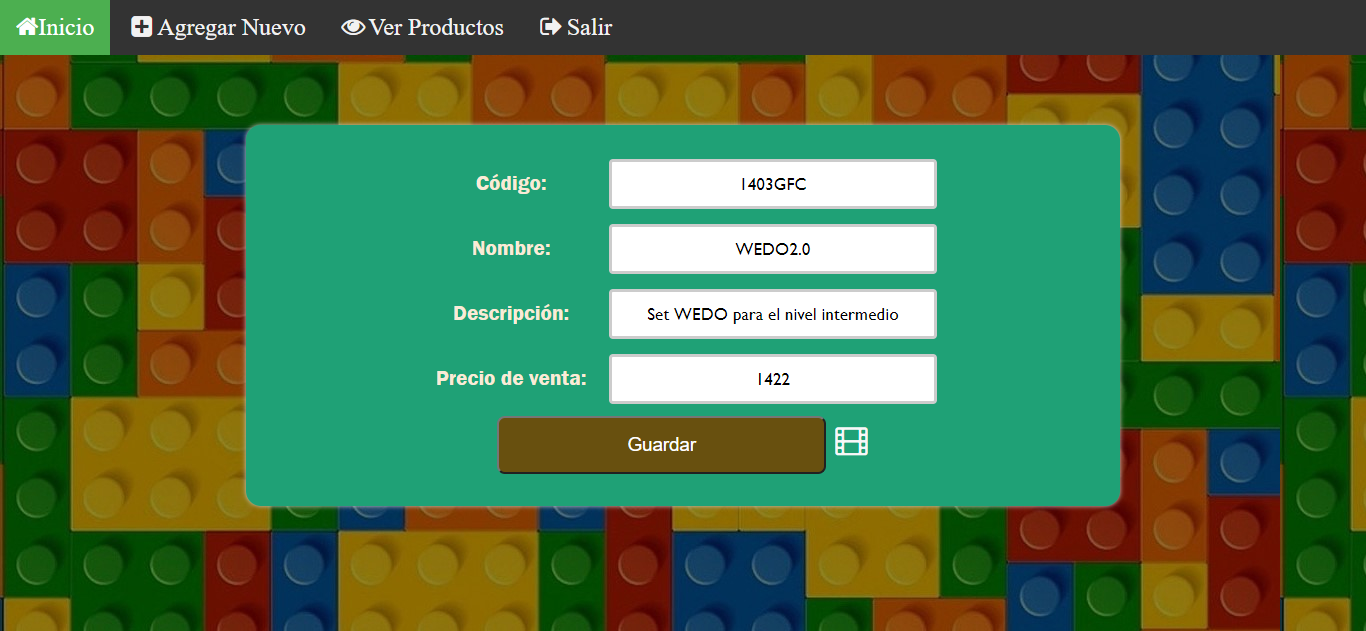 Inicio Agregar Nuevo Ver Productos Salir
Código: 1403GFC
Nombre: WEDO2.0
Descripción: Set WEDO para el nivel intermedio
Precio de venta: 1422
Guardar